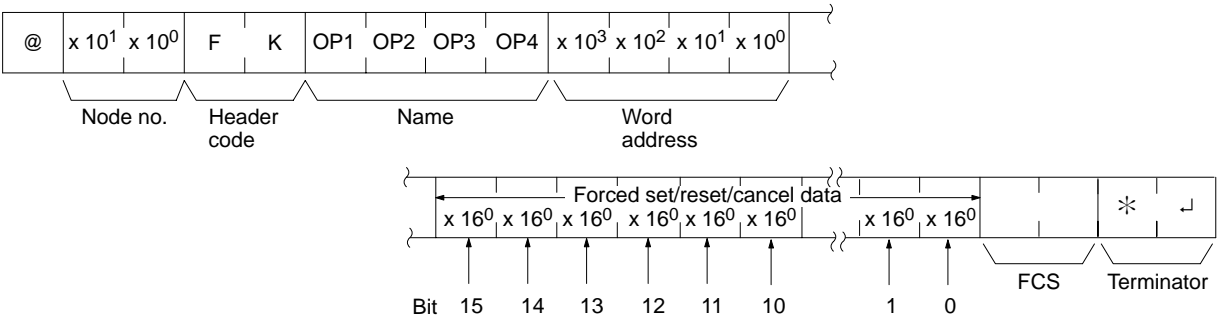 @ x 10¹ x 10⁰ F K OP1 OP2 OP3 OP4 x 10³ x 10² x 10¹ x 10⁰
Node no. Header code Name Word address
Forced set/reset/cancel data
x 16⁰ x 16⁰ x 16⁰ x 16⁰ x 16⁰ x 16⁰ x 16⁰ x 16⁰ * ↵
FCS Terminator
Bit 15 14 13 12 11 10 1 0